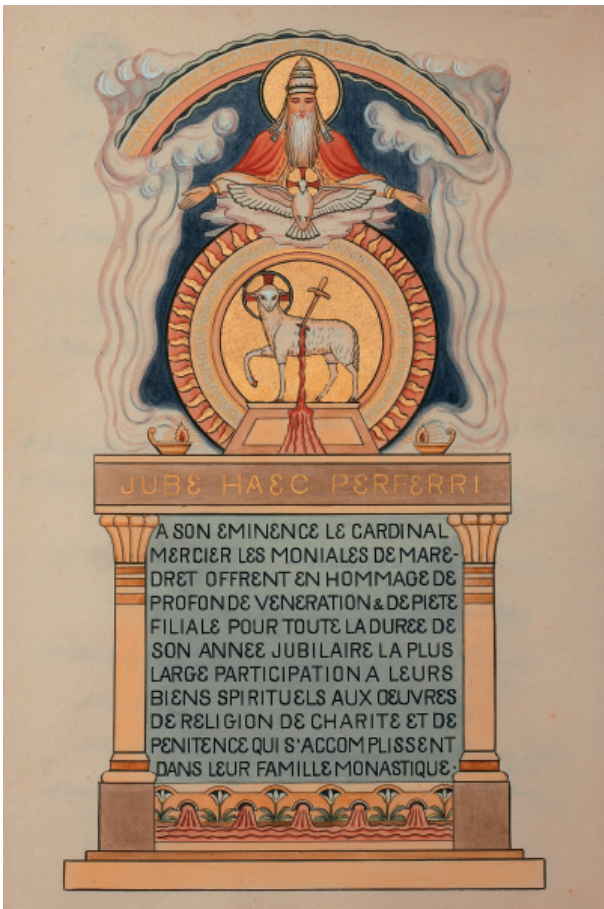 JUBE HAEC PERFERRI
A SON EMINENCE LE CARDINAL
MERCIER LES MONIALES DE MARE-
DRET OFFRENT EN HOMMAGE DE
PROFONDE VENERATION & DE PIETE
FILIALE POUR TOUTE LA DUREE DE
SON ANNEE JUBILAIRE LA PLUS
LARGE PARTICIPATION A LEURS
BIENS SPIRITUELS AUX ŒUVRES
DE RELIGION DE CHARITE ET DE
PENITENCE QUI S'ACCOMPLISSENT
DANS LEUR FAMILLE MONASTIQUE.